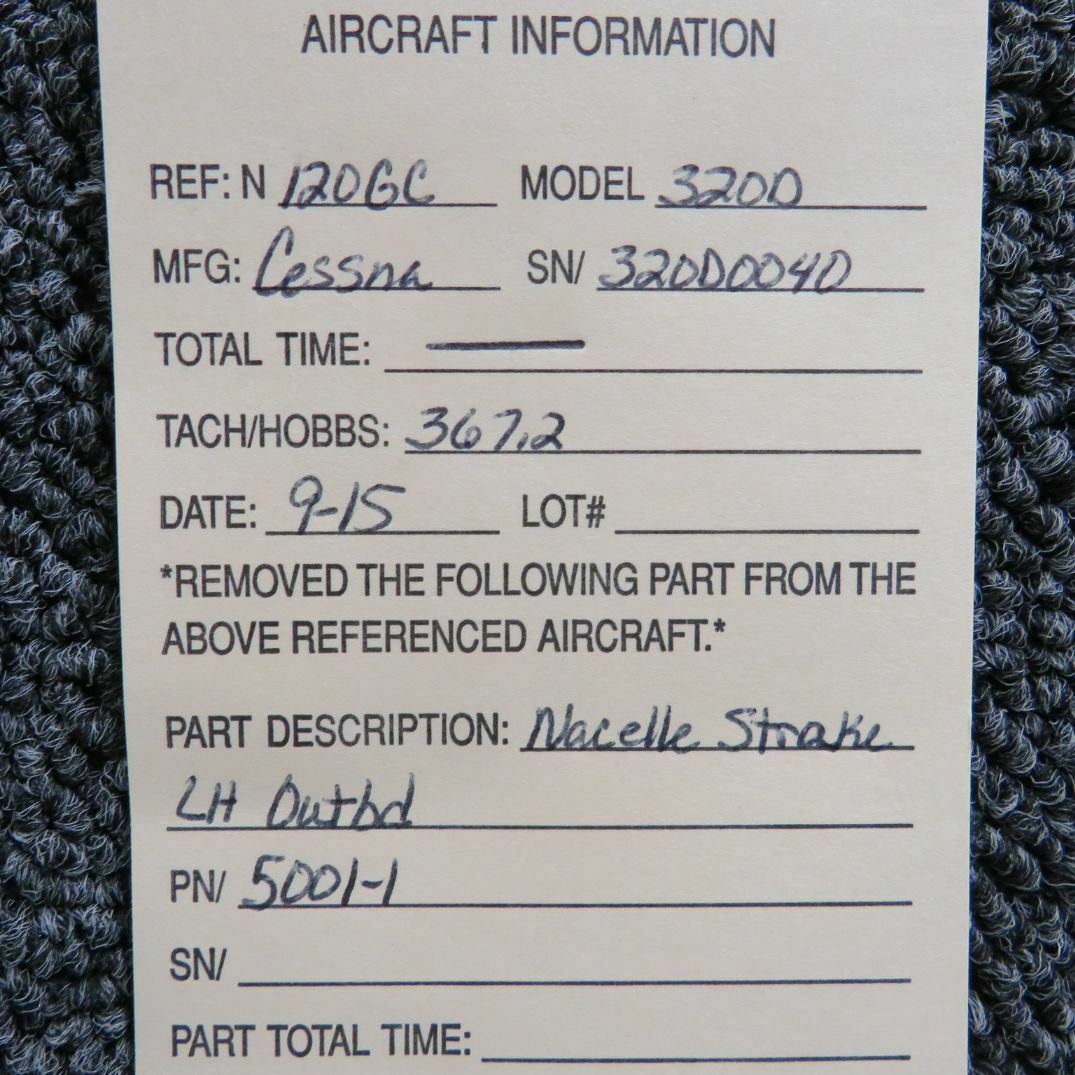 AIRCRAFT INFORMATION
REF: N 120GC MODEL 320D
MFG: Cessna SN/ 320D0040
TOTAL TIME: —
TACH/HOBBS: 367.2
DATE: 9-15 LOT#
*REMOVED THE FOLLOWING PART FROM THE
ABOVE REFERENCED AIRCRAFT.*
PART DESCRIPTION: Nacelle Strake
LH Outbd
PN/ 5001-1
SN/
PART TOTAL TIME: